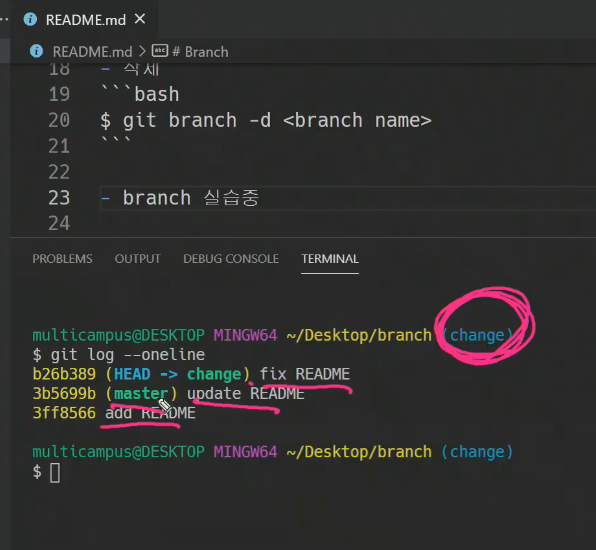 README.md
README.md > # Branch
18 - 삭제
19 ```bash
20 $ git branch -d <branch name>
21 ```
22
23 - branch 실습중
24
PROBLEMS OUTPUT DEBUG CONSOLE TERMINAL
multicampus@DESKTOP MINGW64 ~/Desktop/branch (change)
$ git log --oneline
b26b389 (HEAD -> change) fix README
3b5699b (master) update README
3ff8566 add README
multicampus@DESKTOP MINGW64 ~/Desktop/branch (change)
$